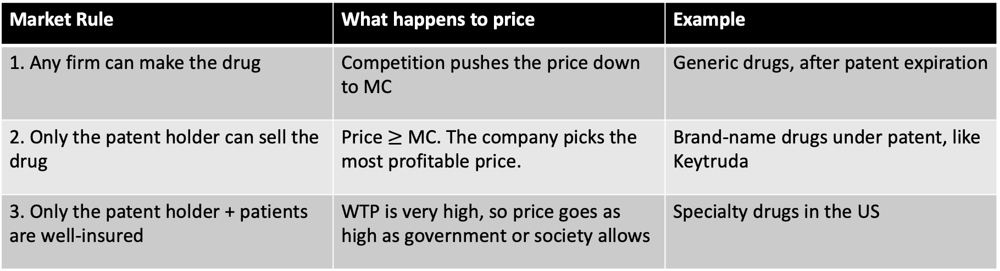 Market Rule
What happens to price
Example
1. Any firm can make the drug
Competition pushes the price down
to MC
Generic drugs, after patent expiration
2. Only the patent holder can sell the
drug
Price ≥ MC. The company picks the
most profitable price.
Brand-name drugs under patent, like
Keytruda
3. Only the patent holder + patients
are well-insured
WTP is very high, so price goes as
high as government or society allows
Specialty drugs in the US